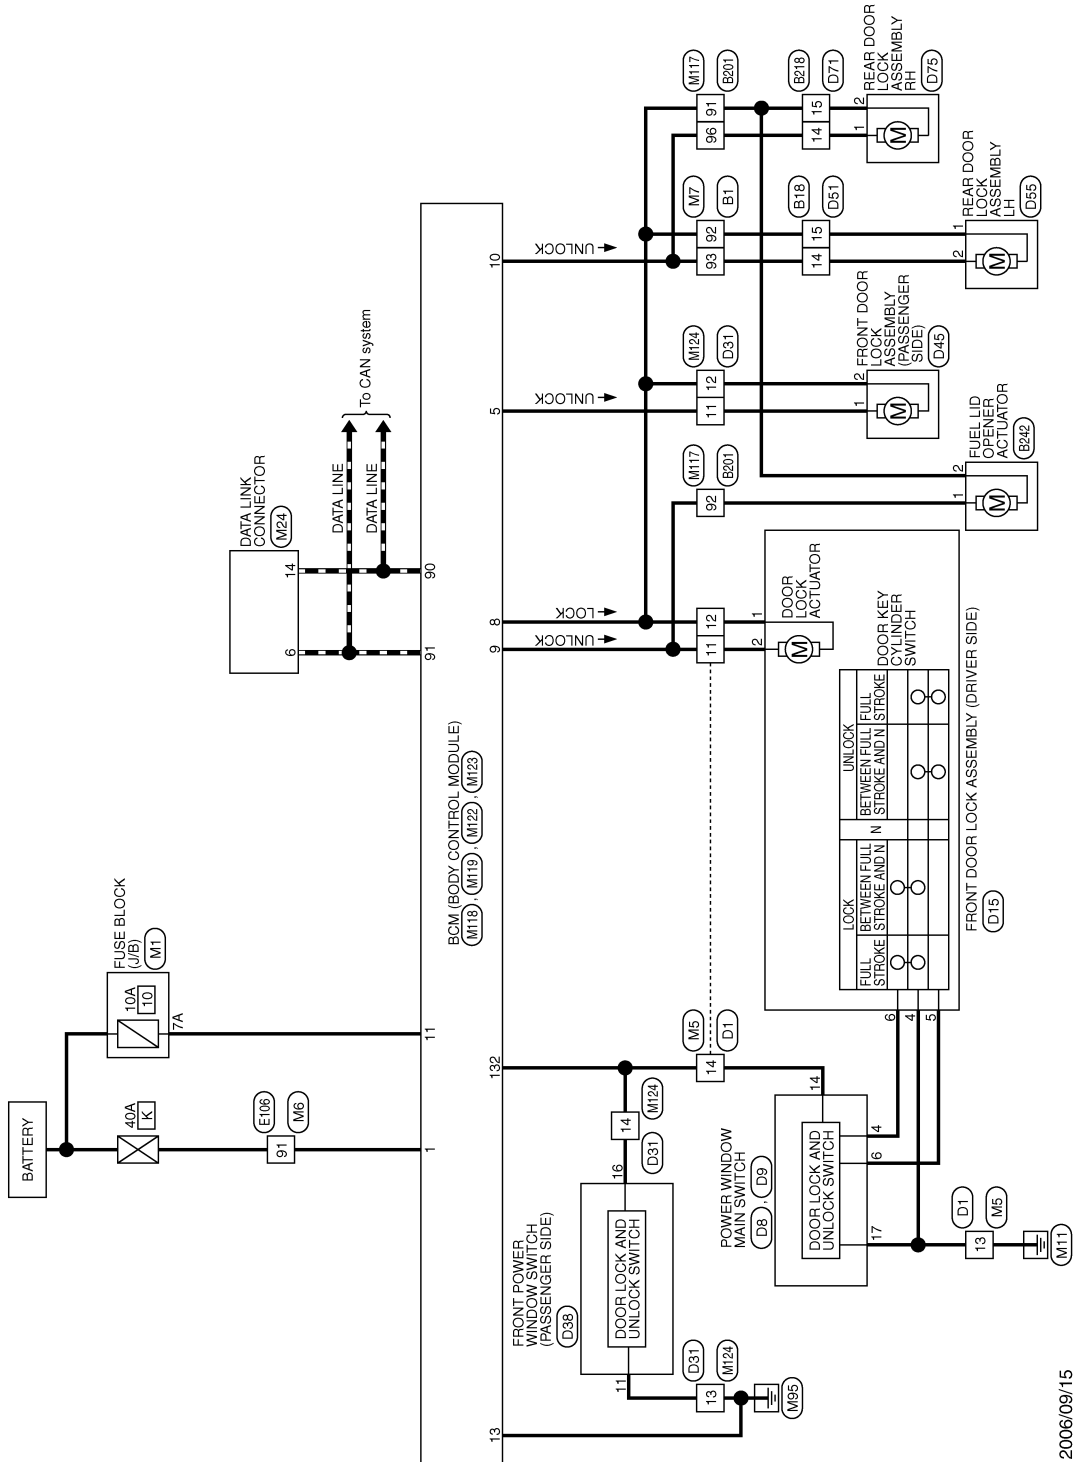 BATTERY
40A
K
E106
91
M6
1
FUSE BLOCK
(J/B)
M1
10A
10
7A
11
DATA LINK
CONNECTOR
M24
6
14
91
90
DATA LINE
DATA LINE
To CAN system
BCM (BODY CONTROL MODULE)
M118 , M119 , M122 , M123
13
132
9
8
5
10
UNLOCK
LOCK
UNLOCK
UNLOCK
FRONT POWER
WINDOW SWITCH
(PASSENGER SIDE)
D38
DOOR LOCK AND
UNLOCK SWITCH
11
16
D31
14
M124
D31
13
M124
M95
M5
14
D1
POWER WINDOW
MAIN SWITCH
D8 , D9
DOOR LOCK AND
UNLOCK SWITCH
14
17
6
4
D1
13
M5
M11
11
12
2
1
DOOR
LOCK
ACTUATOR
DOOR KEY
CYLINDER
SWITCH
LOCK
N
UNLOCK
FULL
STROKE
BETWEEN FULL
STROKE AND N
BETWEEN FULL
STROKE AND N
FULL
STROKE
6
4
5
FRONT DOOR LOCK ASSEMBLY (DRIVER SIDE)
D15
M117
92
B201
1
2
FUEL LID
OPENER
ACTUATOR
B242
M124
11
12
D31
1
2
FRONT DOOR
LOCK
ASSEMBLY
(PASSENGER
SIDE)
D45
M7
93
92
B1
B18
14
15
D51
2
1
REAR DOOR
LOCK
ASSEMBLY
LH
D55
M117
96
91
B201
B218
14
15
D71
1
2
REAR DOOR
LOCK
ASSEMBLY
RH
D75
M
M
M
M
M
2006/09/15